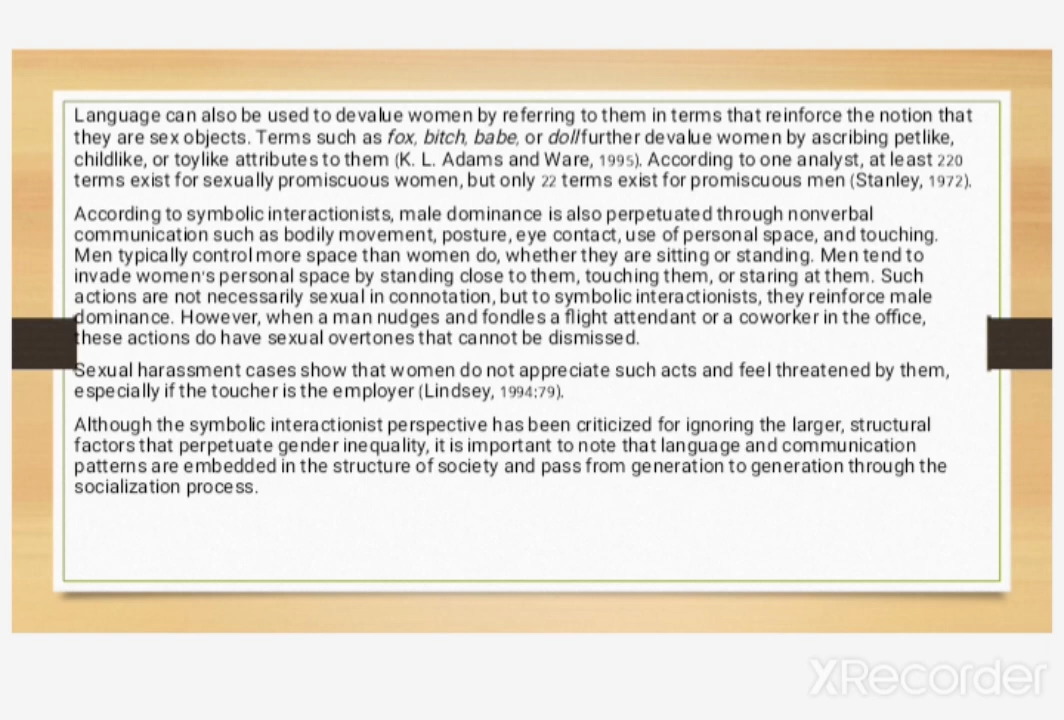 Language can also be used to devalue women by referring to them in terms that reinforce the notion that
they are sex objects. Terms such as fox, bitch, babe, or doll further devalue women by ascribing petlike,
childlike, or toylike attributes to them (K. L. Adams and Ware, 1995). According to one analyst, at least 220
terms exist for sexually promiscuous women, but only 22 terms exist for promiscuous men (Stanley, 1972).
According to symbolic interactionists, male dominance is also perpetuated through nonverbal
communication such as bodily movement, posture, eye contact, use of personal space, and touching.
Men typically control more space than women do, whether they are sitting or standing. Men tend to
invade women's personal space by standing close to them, touching them, or staring at them. Such
actions are not necessarily sexual in connotation, but to symbolic interactionists, they reinforce male
dominance. However, when a man nudges and fondles a flight attendant or a coworker in the office,
these actions do have sexual overtones that cannot be dismissed.
Sexual harassment cases show that women do not appreciate such acts and feel threatened by them,
especially if the toucher is the employer (Lindsey, 1994:79).
Although the symbolic interactionist perspective has been criticized for ignoring the larger, structural
factors that perpetuate gender inequality, it is important to note that language and communication
patterns are embedded in the structure of society and pass from generation to generation through the
socialization process.
XRecorder